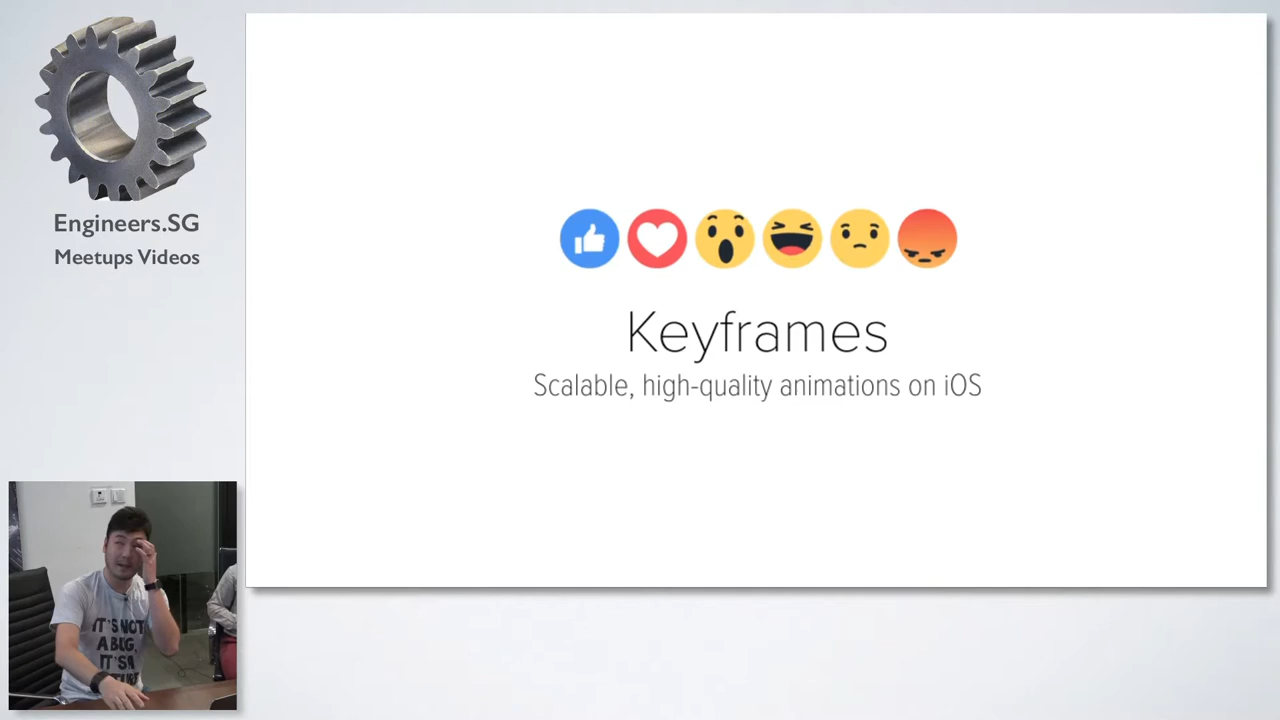 Engineers.SG
Meetups Videos
Keyframes
Scalable, high-quality animations on iOS
IT'S NOT
A BUG.
IT'S A